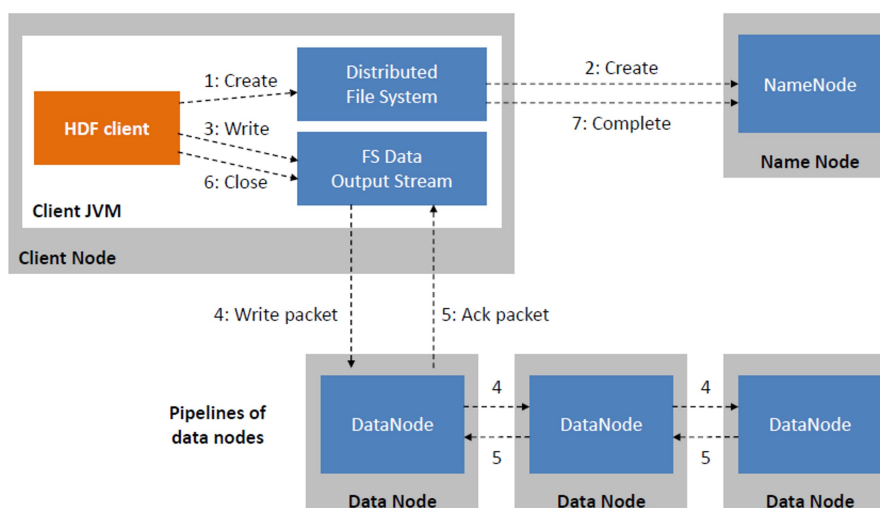 1: Create
Distributed
File System
2: Create
NameNode
HDF client
3: Write
7: Complete
FS Data
Output Stream
6: Close
Name Node
Client JVM
Client Node
4: Write packet
5: Ack packet
Pipelines of
data nodes
DataNode
4
5
DataNode
4
5
DataNode
Data Node
Data Node
Data Node